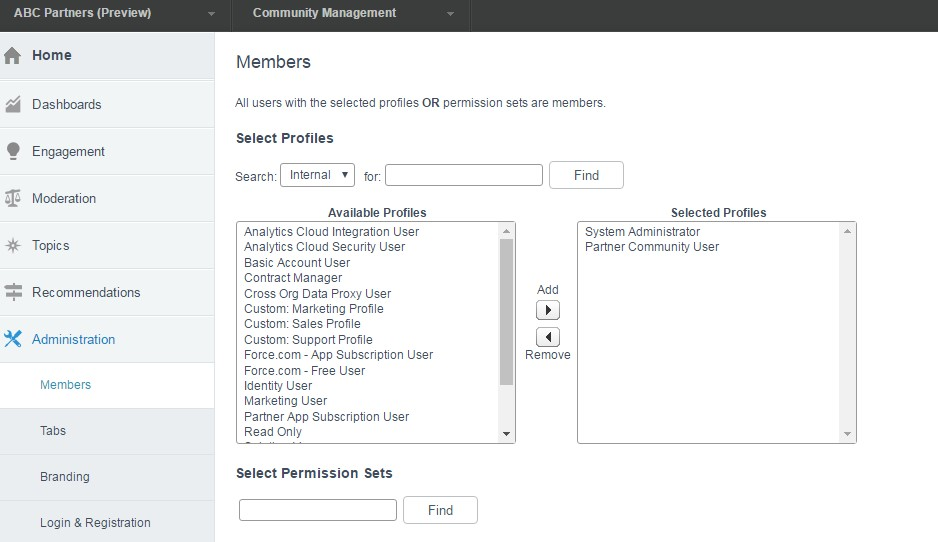 ABC Partners (Preview)
Community Management
Home
Dashboards
Engagement
Moderation
Topics
Recommendations
Administration
Members
Tabs
Branding
Login & Registration
Members
All users with the selected profiles OR permission sets are members.
Select Profiles
Search: Internal for: Find
Available Profiles
Analytics Cloud Integration User
Analytics Cloud Security User
Basic Account User
Contract Manager
Cross Org Data Proxy User
Custom: Marketing Profile
Custom: Sales Profile
Custom: Support Profile
Force.com - App Subscription User
Force.com - Free User
Identity User
Marketing User
Partner App Subscription User
Read Only
Add
Remove
Selected Profiles
System Administrator
Partner Community User
Select Permission Sets
Find